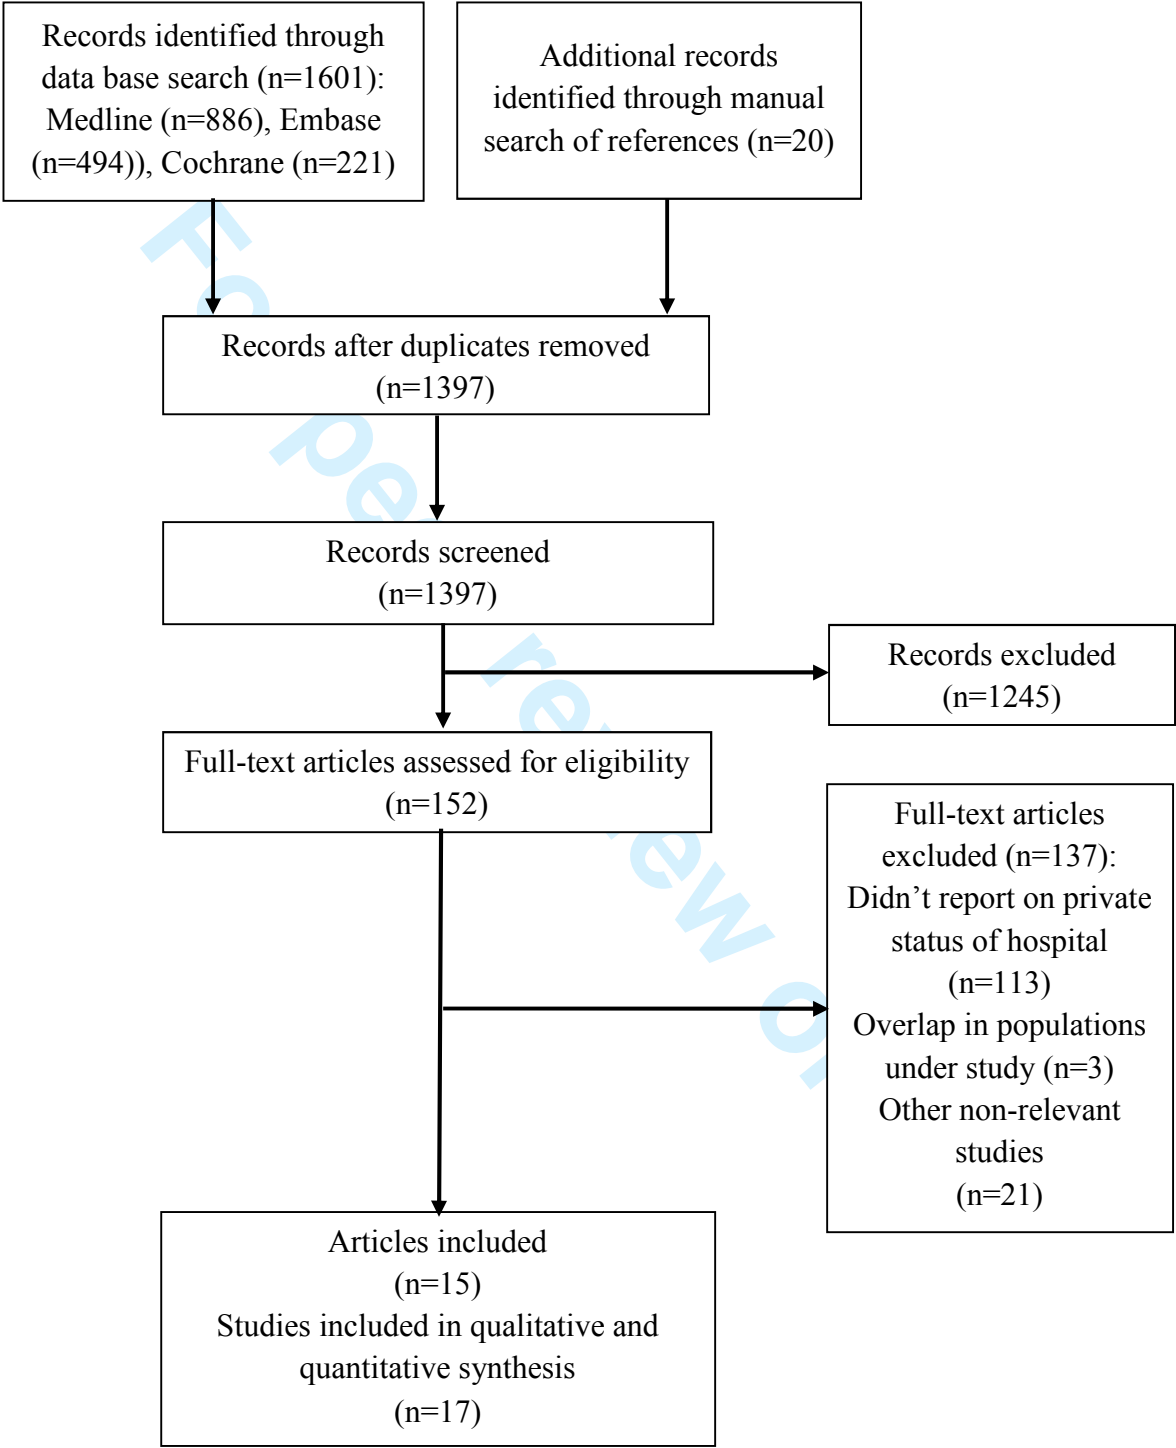 Records identified through
data base search (n=1601):
Medline (n=886), Embase
(n=494)), Cochrane (n=221)
Additional records
identified through manual
search of references (n=20)
Records after duplicates removed
(n=1397)
Records screened
(n=1397)
Records excluded
(n=1245)
Full-text articles assessed for eligibility
(n=152)
Full-text articles
excluded (n=137):
Didn’t report on private
status of hospital
(n=113)
Overlap in populations
under study (n=3)
Other non-relevant
studies
(n=21)
Articles included
(n=15)
Studies included in qualitative and
quantitative synthesis
(n=17)